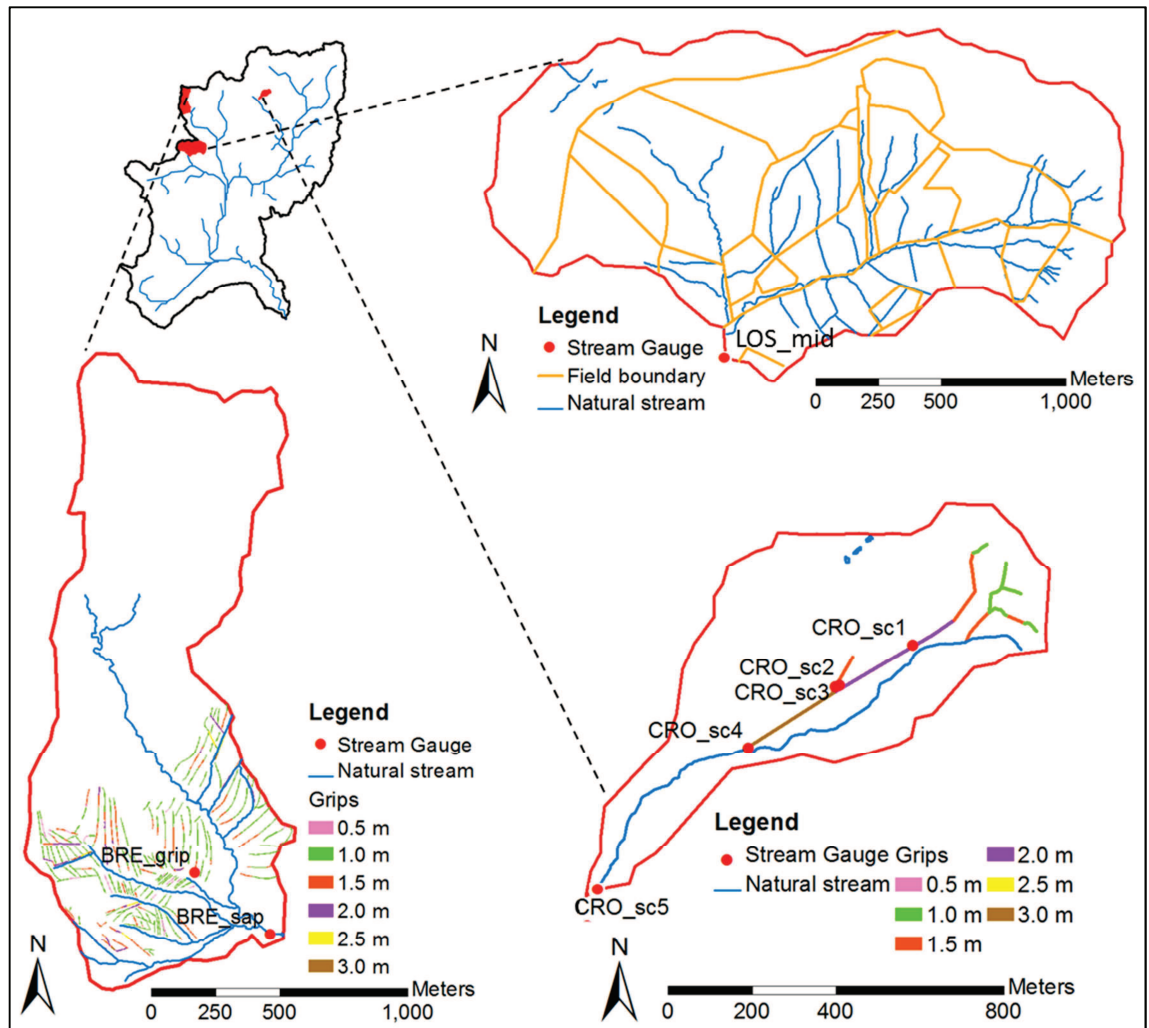 Legend
Stream Gauge
Field boundary
Natural stream
LOS_mid
N
Meters
0 250 500 1,000
Legend
Stream Gauge
Natural stream
Grips
0.5 m
1.0 m
1.5 m
2.0 m
2.5 m
3.0 m
BRE_grip
BRE_sap
N
Meters
0 250 500 1,000
CRO_sc1
CRO_sc2
CRO_sc3
CRO_sc4
CRO_sc5
Legend
Stream Gauge Grips
Natural stream
0.5 m
1.0 m
1.5 m
2.0 m
2.5 m
3.0 m
N
Meters
0 200 400 800